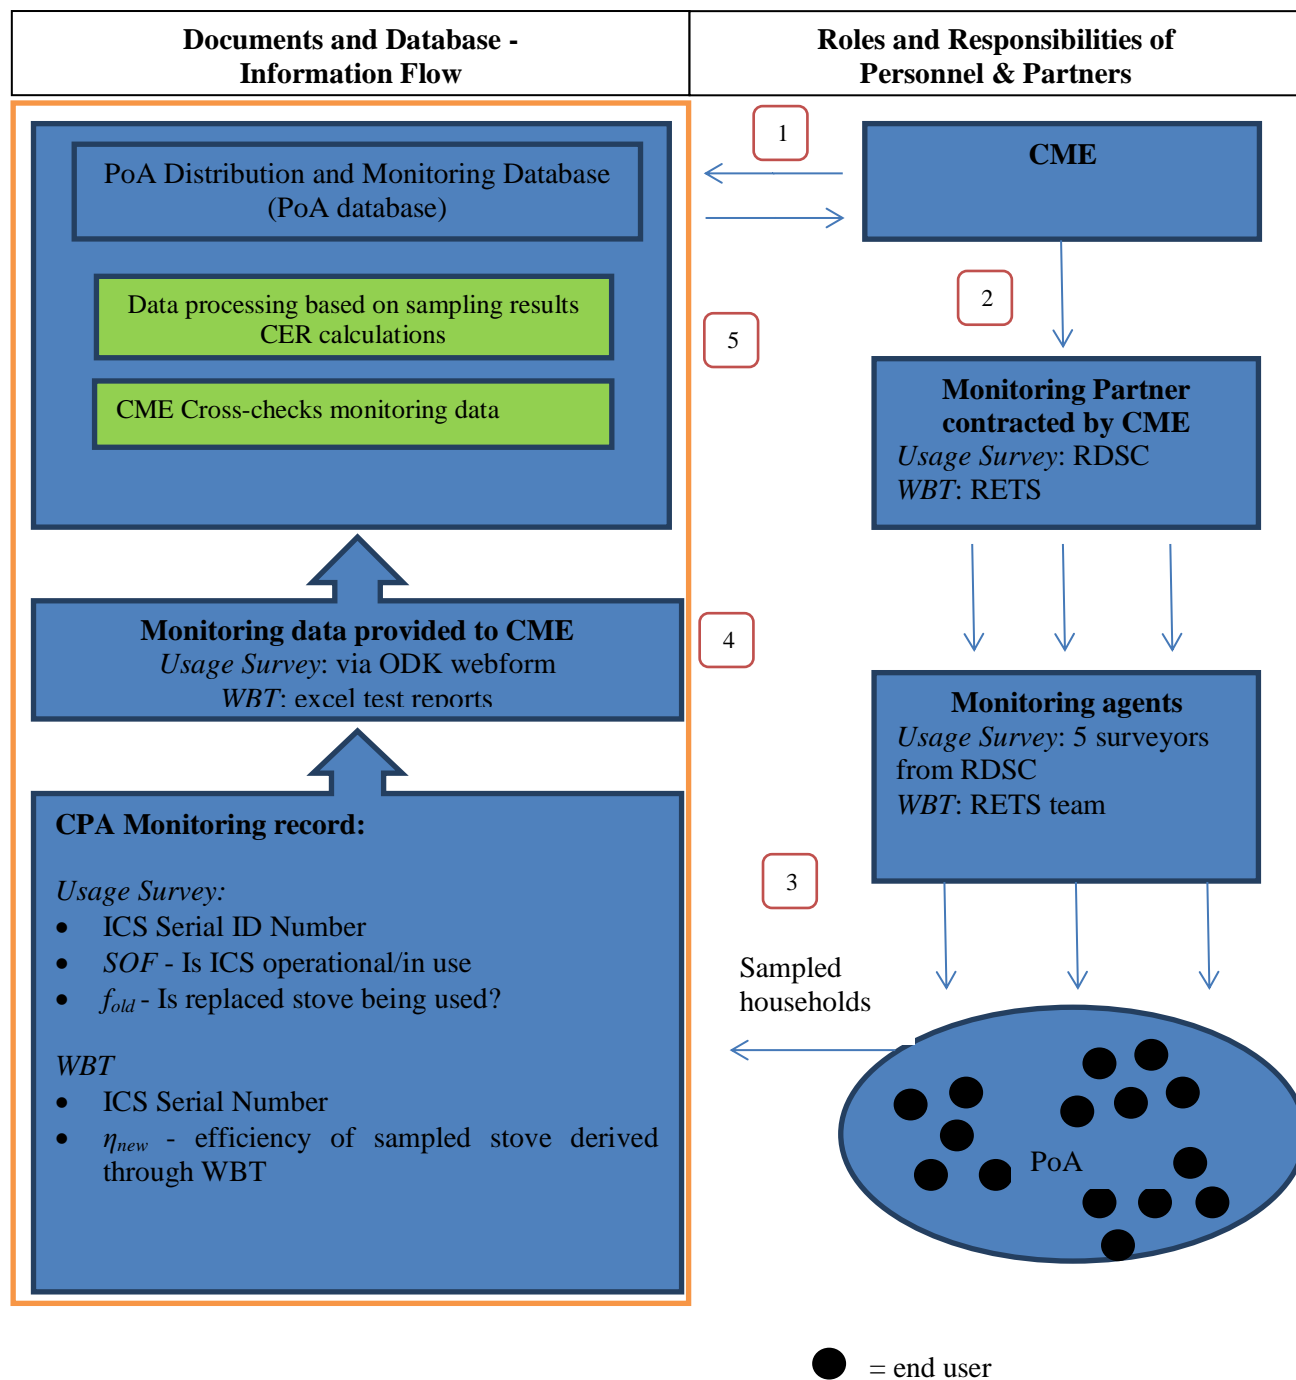 Documents and Database -
Information Flow
Roles and Responsibilities of
Personnel & Partners
PoA Distribution and Monitoring Database
(PoA database)
Data processing based on sampling results
CER calculations
CME Cross-checks monitoring data
1
CME
2
5
Monitoring Partner
contracted by CME
Usage Survey: RDSC
WBT: RETS
Monitoring data provided to CME
Usage Survey: via ODK webform
WBT: excel test reports
4
Monitoring agents
Usage Survey: 5 surveyors
from RDSC
WBT: RETS team
CPA Monitoring record:
Usage Survey:
• ICS Serial ID Number
• SOF - Is ICS operational/in use
• fold - Is replaced stove being used?
WBT
• ICS Serial Number
• ηnew - efficiency of sampled stove derived
through WBT
3
Sampled
households
PoA
= end user